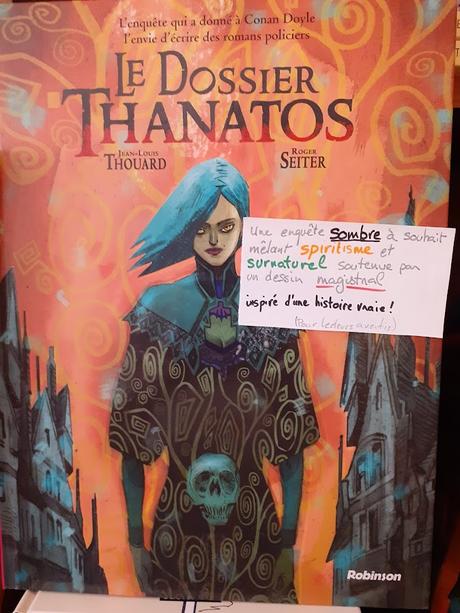 L'enquête qui a donné à Conan Doyle
l'envie d'écrire des romans policiers
LE DOSSIER
THANATOS
JEAN-LOUIS
THOUARD
ROGER
SEITER
Une enquête sombre à souhait
mêlant spiritisme et
surnaturel soutenue par
un dessin magistral
inspiré d'une histoire vraie !
(Pour lecteurs avertis)
Robinson